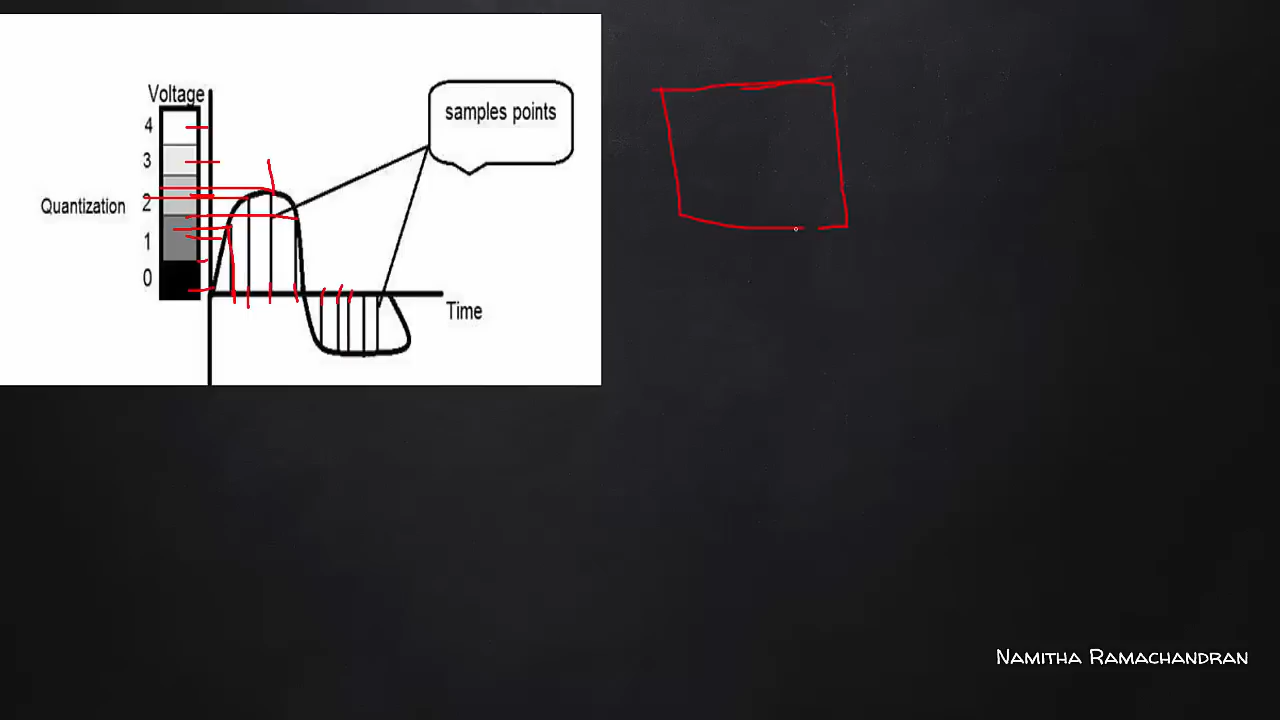 Voltage
4
3
2
1
0
Quantization
samples points
Time
Namitha Ramachandran